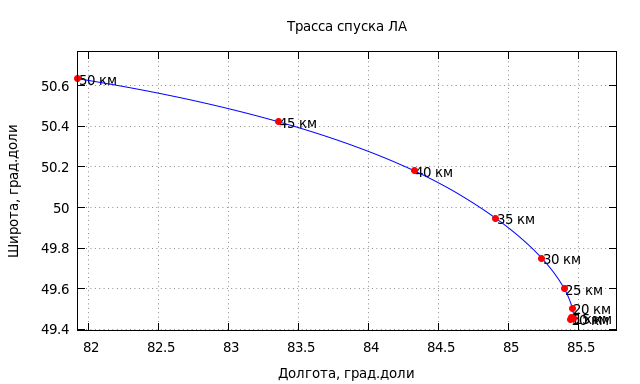 Трасса спуска ЛА
50.6
50.4
50.2
50
49.8
49.6
49.4
Широта, град.доли
50 км
45 км
40 км
35 км
30 км
25 км
20 км
82
82.5
83
83.5
84
84.5
85
85.5
Долгота, град.доли